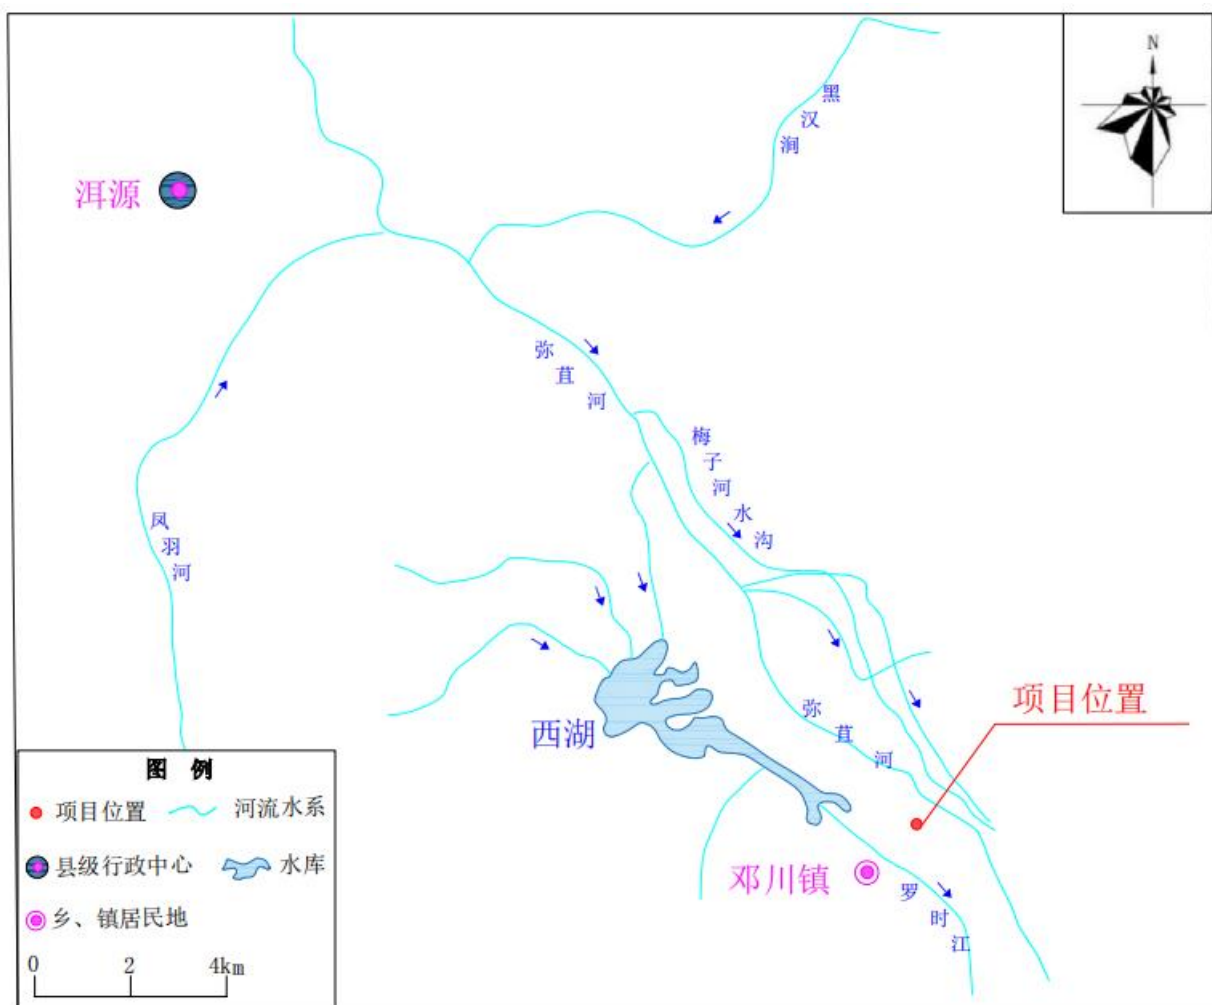 N
黑汉涧
洱源
弥苴河
梅子河水沟
凤羽河
项目位置
西湖
弥苴河
邓川镇
罗时江
图 例
项目位置
河流水系
县级行政中心
水库
乡、镇居民地
0 2 4km